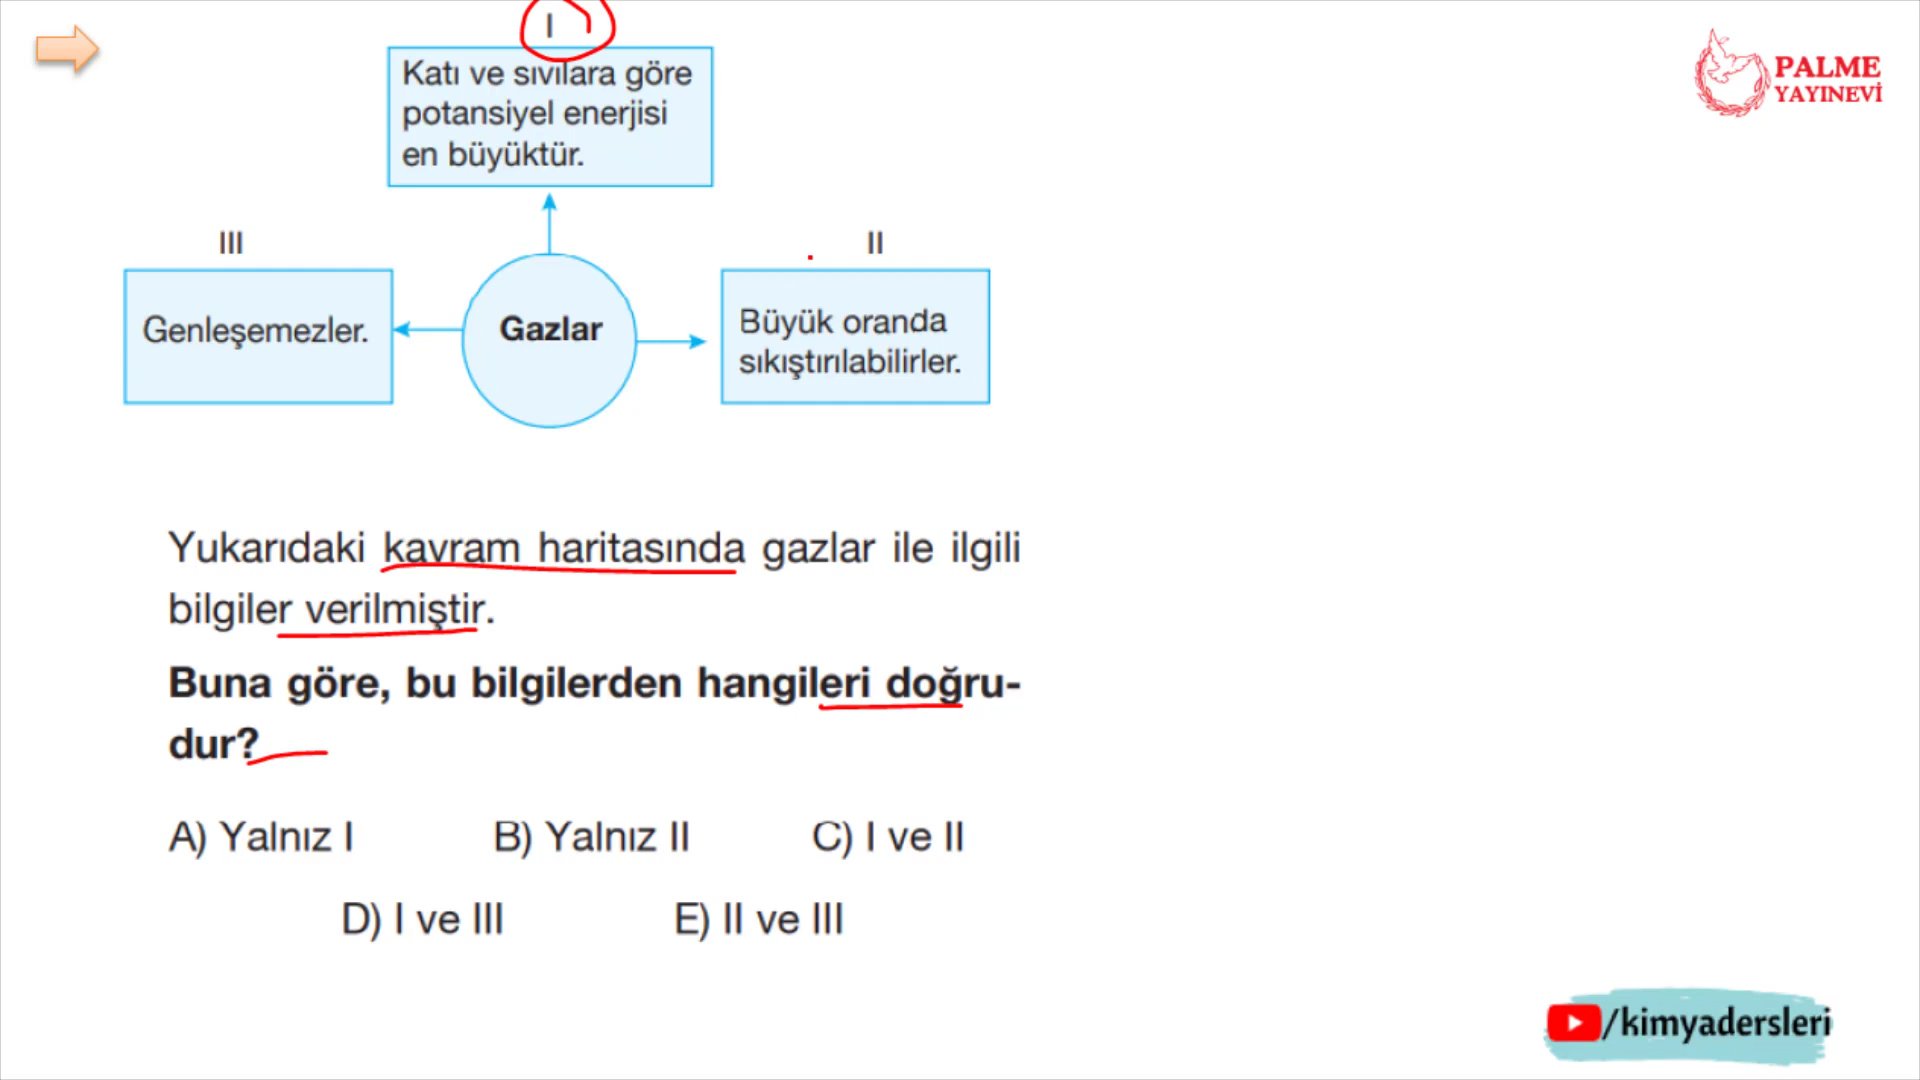 I
Katı ve sıvılara göre
potansiyel enerjisi
en büyüktür.
PALME
YAYINEVİ
III
II
Genleşemezler.
Gazlar
Büyük oranda
sıkıştırılabilirler.
Yukarıdaki kavram haritasında gazlar ile ilgili
bilgiler verilmiştir.
Buna göre, bu bilgilerden hangileri doğru-
dur?
A) Yalnız I B) Yalnız II C) I ve II
D) I ve III E) II ve III
/kimyadersleri